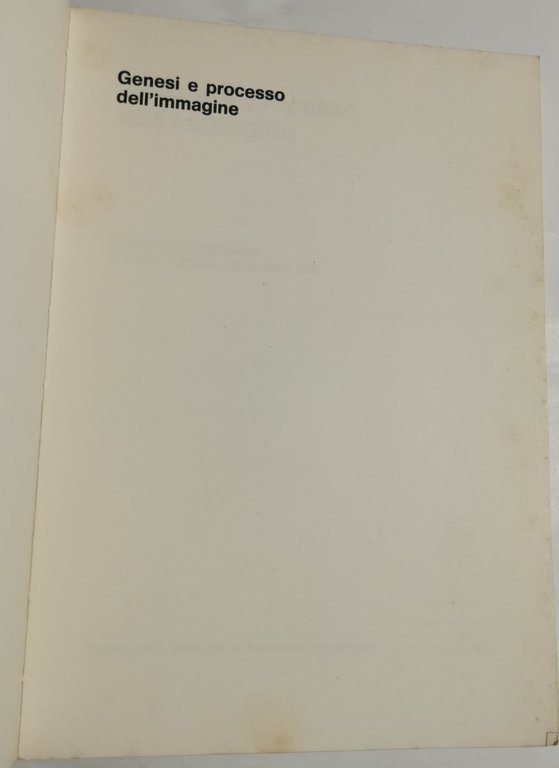 Genesi e processo
dell'immagine